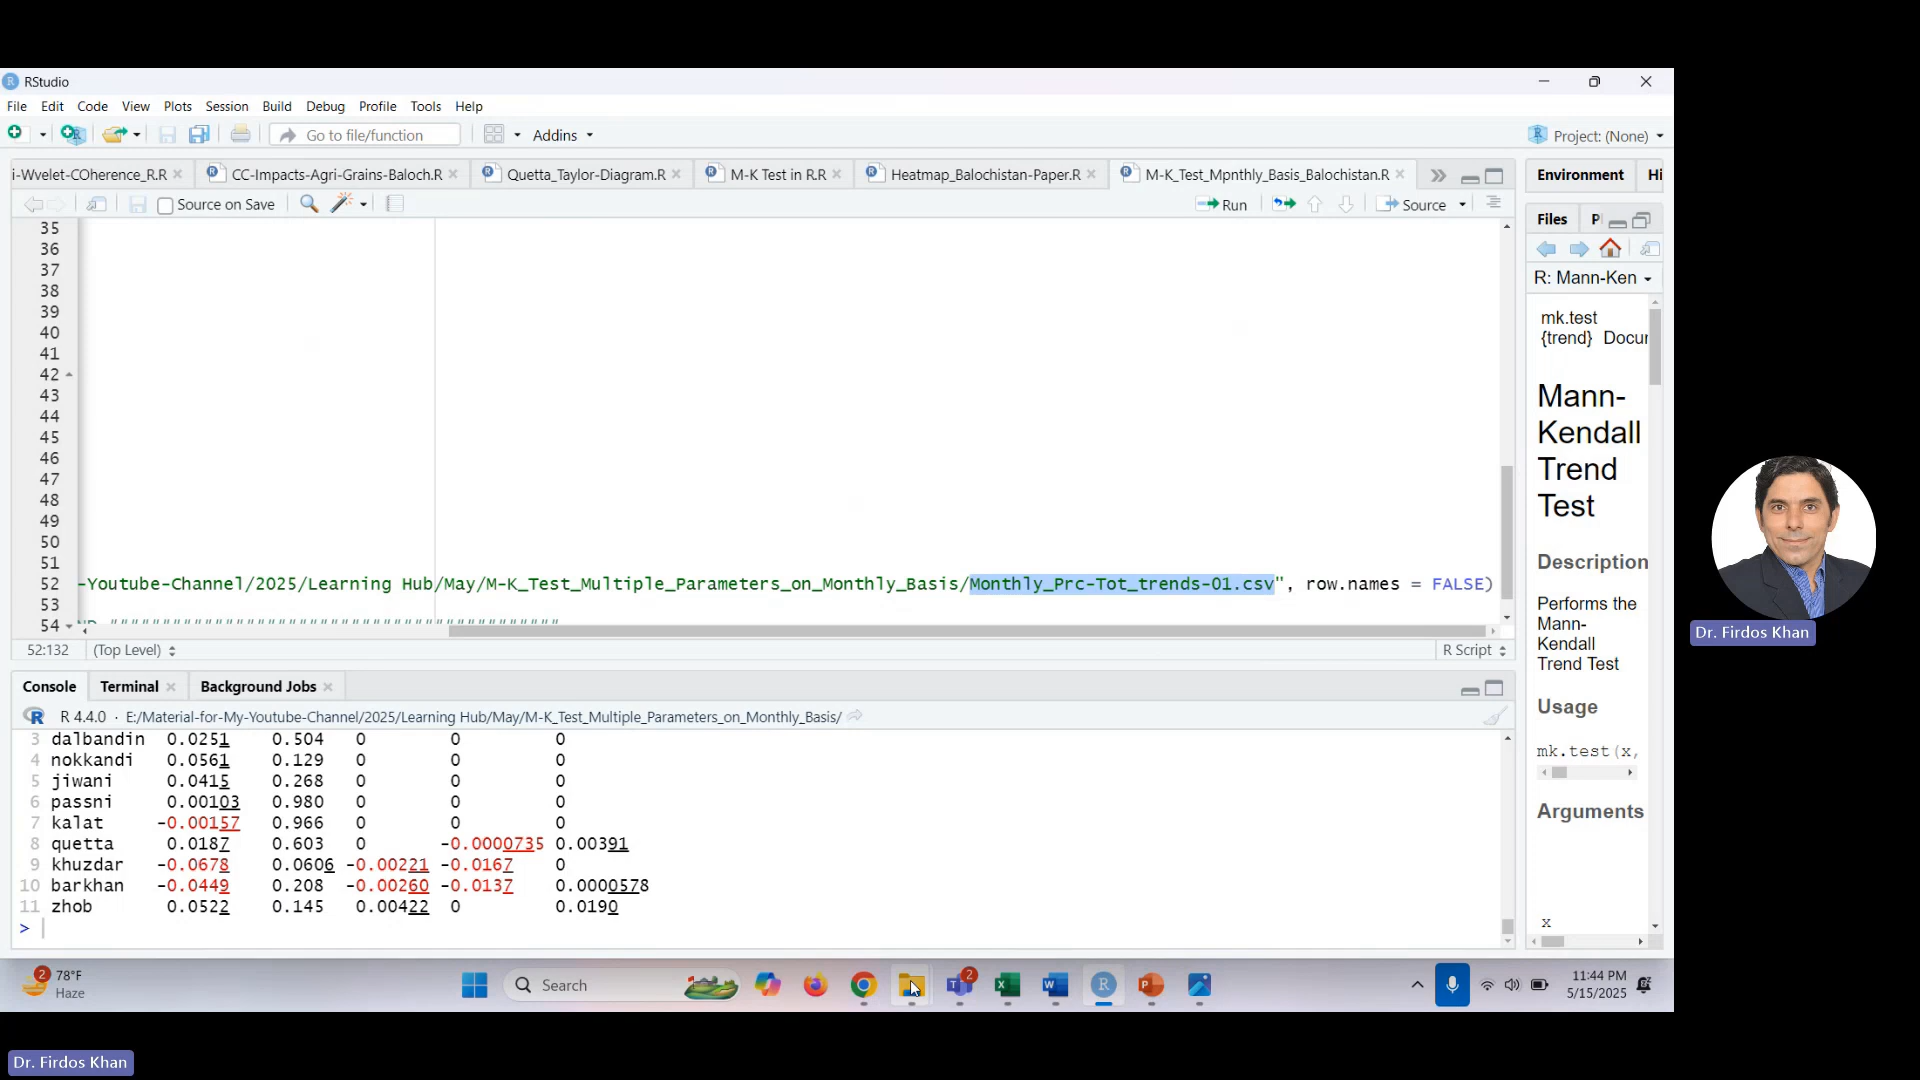 RStudio
File Edit Code View Plots Session Build Debug Profile Tools Help
Go to file/function Addins Project: (None)
i-Wvelet-COherence_R.R CC-Impacts-Agri-Grains-Baloch.R Quetta_Taylor-Diagram.R M-K Test in R.R Heatmap_Balochistan-Paper.R M-K_Test_Mpnthly_Basis_Balochistan.R
Source on Save Run Source
35
36
37
38
39
40
41
42
43
44
45
46
47
48
49
50
51
52 -Youtube-Channel/2025/Learning Hub/May/M-K_Test_Multiple_Parameters_on_Monthly_Basis/Monthly_Prc-Tot_trends-01.csv", row.names = FALSE)
53
54
52:132 (Top Level) R Script
Console Terminal Background Jobs
R 4.4.0 · E:/Material-for-My-Youtube-Channel/2025/Learning Hub/May/M-K_Test_Multiple_Parameters_on_Monthly_Basis/
3 dalbandin 0.0251 0.504 0 0 0
4 nokkandi 0.0561 0.129 0 0 0
5 jiwani 0.0415 0.268 0 0 0
6 passni 0.00103 0.980 0 0 0
7 kalat -0.00157 0.966 0 0 0
8 quetta 0.0187 0.603 0 -0.0000735 0.00391
9 khuzdar -0.0678 0.0606 -0.00221 -0.0167 0
10 barkhan -0.0449 0.208 -0.00260 -0.0137 0.0000578
11 zhob 0.0522 0.145 0.00422 0 0.0190
>
Environment Hi
Files P
R: Mann-Ken
mk.test
{trend} Docur
Mann-
Kendall
Trend
Test
Description
Performs the
Mann-
Kendall
Trend Test
Usage
mk.test(x,
Arguments
x
Dr. Firdos Khan
2 78°F
Haze
Search
2
11:44 PM
5/15/2025
Dr. Firdos Khan